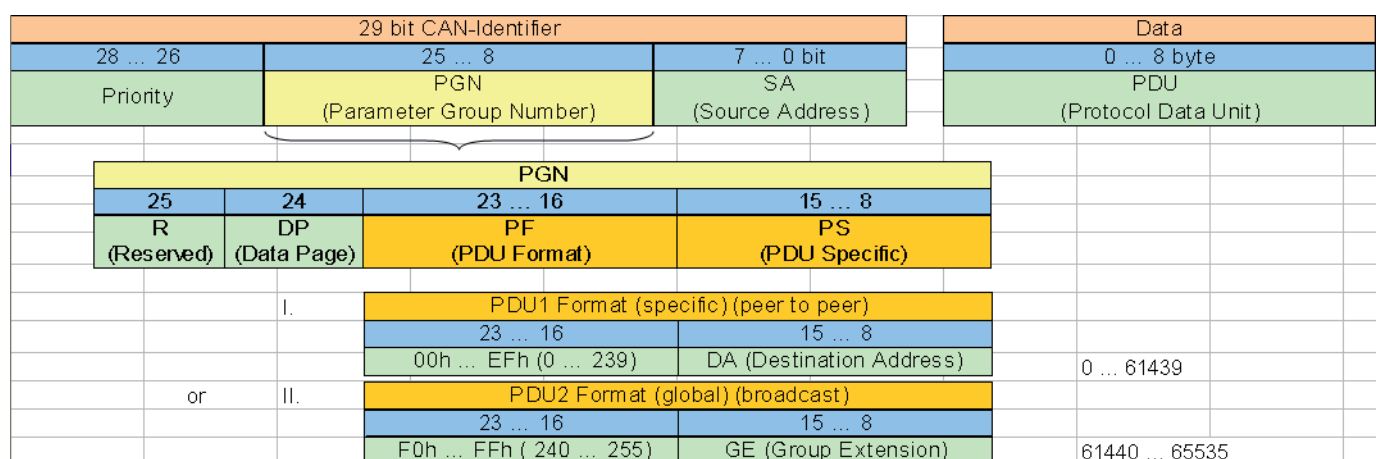 29 bit CAN-Identifier Data
28 ... 26 25 ... 8 7 ... 0 bit 0 ... 8 byte
Priority PGN SA PDU
(Parameter Group Number) (Source Address) (Protocol Data Unit)
PGN
25 24 23 ... 16 15 ... 8
R DP PF PS
(Reserved) (Data Page) (PDU Format) (PDU Specific)
I. PDU1 Format (specific) (peer to peer)
23 ... 16 15 ... 8
00h ... EFh (0 ... 239) DA (Destination Address) 0 ... 61439
or II. PDU2 Format (global) (broadcast)
23 ... 16 15 ... 8
F0h ... FFh ( 240 ... 255) GE (Group Extension) 61440 ... 65535